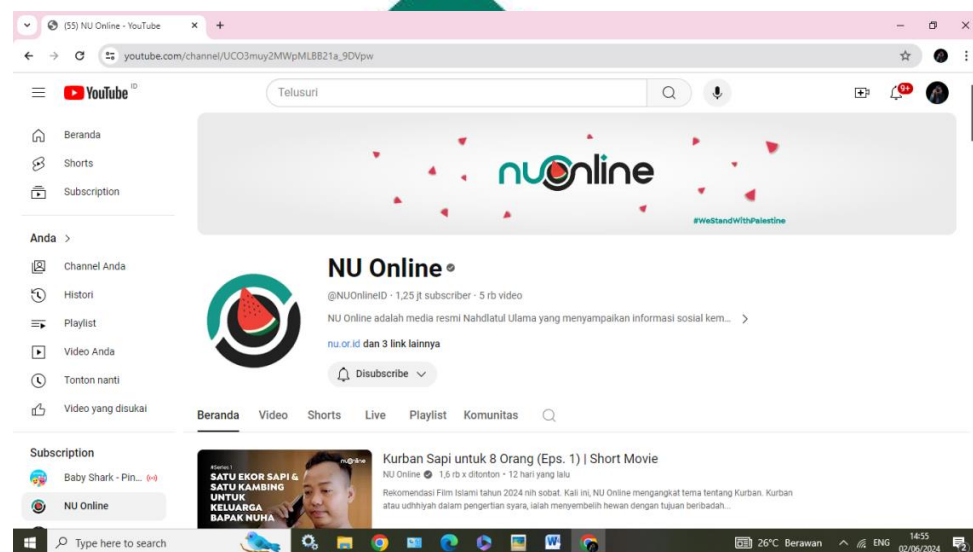 (55) NU Online - YouTube
youtube.com/channel/UCO3muy2MWpMLBB21a_9DVpw
YouTube ID
Telusuri
9+
Beranda
Shorts
Subscription
Anda >
Channel Anda
Histori
Playlist
Video Anda
Tonton nanti
Video yang disukai
Subscription
Baby Shark - Pin...
NU Online
nuOnline
#WeStandWithPalestine
NU Online
@NUOnlineID · 1,25 jt subscriber · 5 rb video
NU Online adalah media resmi Nahdlatul Ulama yang menyampaikan informasi sosial kem... >
nu.or.id dan 3 link lainnya
Disubscribe
Beranda Video Shorts Live Playlist Komunitas
#Series 1
nuOnline
SATU EKOR SAPI &
SATU KAMBING
UNTUK
KELUARGA
BAPAK NUHA
Kurban Sapi untuk 8 Orang (Eps. 1) | Short Movie
NU Online 1,6 rb x ditonton • 12 hari yang lalu
Rekomendasi Film Islami tahun 2024 nih sobat. Kali ini, NU Online mengangkat tema tentang Kurban. Kurban
atau udhhiyah dalam pengertian syara, ialah menyembelih hewan dengan tujuan beribadah...
Type here to search
26°C Berawan
ENG
14:55
02/06/2024